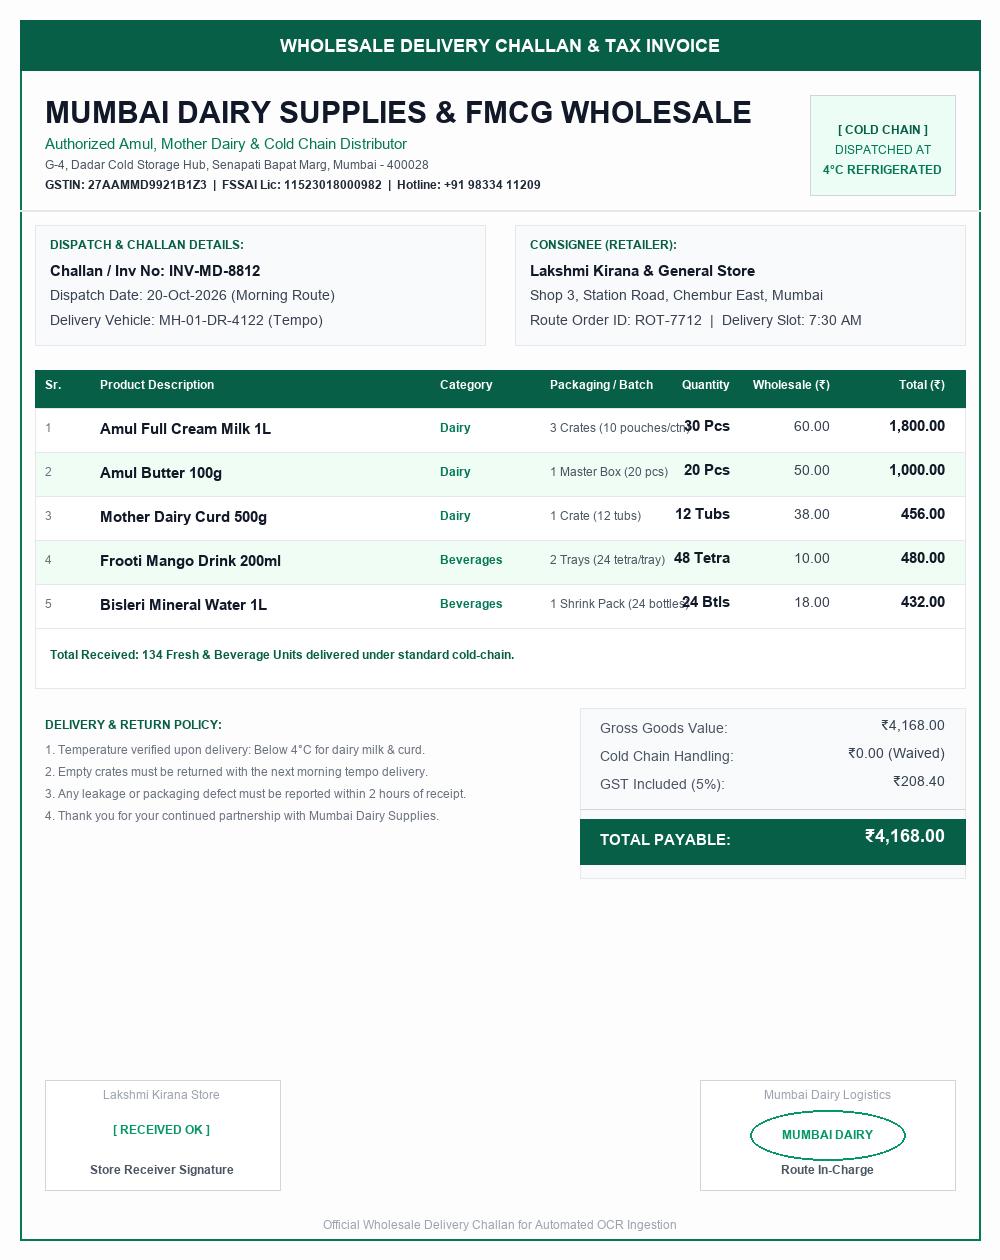 WHOLESALE DELIVERY CHALLAN & TAX INVOICE
MUMBAI DAIRY SUPPLIES & FMCG WHOLESALE
Authorized Amul, Mother Dairy & Cold Chain Distributor
G-4, Dadar Cold Storage Hub, Senapati Bapat Marg, Mumbai - 400028
GSTIN: 27AAMMD9921B1Z3 | FSSAI Lic: 11523018000982 | Hotline: +91 98334 11209
[ COLD CHAIN ]
DISPATCHED AT
4°C REFRIGERATED
DISPATCH & CHALLAN DETAILS:
Challan / Inv No: INV-MD-8812
Dispatch Date: 20-Oct-2026 (Morning Route)
Delivery Vehicle: MH-01-DR-4122 (Tempo)
CONSIGNEE (RETAILER):
Lakshmi Kirana & General Store
Shop 3, Station Road, Chembur East, Mumbai
Route Order ID: ROT-7712 | Delivery Slot: 7:30 AM
Sr. Product Description Category Packaging / Batch Quantity Wholesale (₹) Total (₹)
1 Amul Full Cream Milk 1L Dairy 3 Crates (10 pouches/ctn) 30 Pcs 60.00 1,800.00
2 Amul Butter 100g Dairy 1 Master Box (20 pcs) 20 Pcs 50.00 1,000.00
3 Mother Dairy Curd 500g Dairy 1 Crate (12 tubs) 12 Tubs 38.00 456.00
4 Frooti Mango Drink 200ml Beverages 2 Trays (24 tetra/tray) 48 Tetra 10.00 480.00
5 Bisleri Mineral Water 1L Beverages 1 Shrink Pack (24 bottles) 24 Btls 18.00 432.00
Total Received: 134 Fresh & Beverage Units delivered under standard cold-chain.
DELIVERY & RETURN POLICY:
1. Temperature verified upon delivery: Below 4°C for dairy milk & curd.
2. Empty crates must be returned with the next morning tempo delivery.
3. Any leakage or packaging defect must be reported within 2 hours of receipt.
4. Thank you for your continued partnership with Mumbai Dairy Supplies.
Gross Goods Value: ₹4,168.00
Cold Chain Handling: ₹0.00 (Waived)
GST Included (5%): ₹208.40
TOTAL PAYABLE: ₹4,168.00
Lakshmi Kirana Store
[ RECEIVED OK ]
Store Receiver Signature
Mumbai Dairy Logistics
MUMBAI DAIRY
Route In-Charge
Official Wholesale Delivery Challan for Automated OCR Ingestion